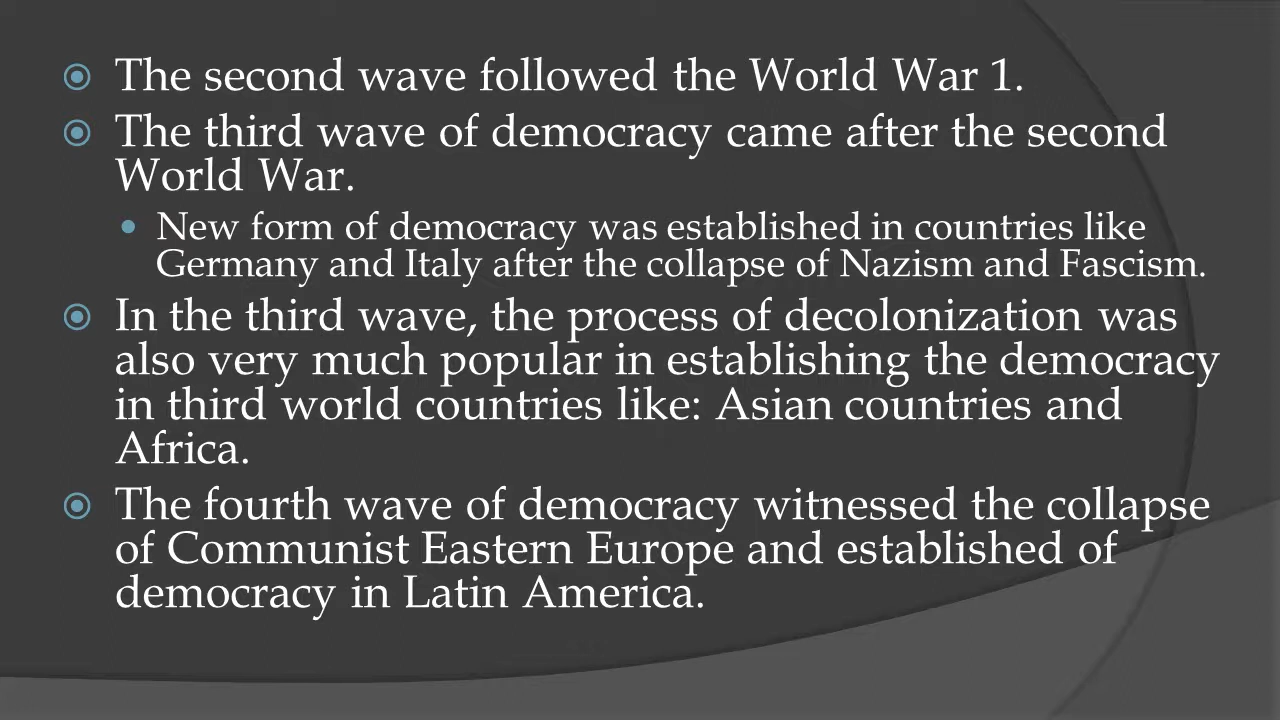 The second wave followed the World War 1.
The third wave of democracy came after the second
World War.
New form of democracy was established in countries like
Germany and Italy after the collapse of Nazism and Fascism.
In the third wave, the process of decolonization was
also very much popular in establishing the democracy
in third world countries like: Asian countries and
Africa.
The fourth wave of democracy witnessed the collapse
of Communist Eastern Europe and established of
democracy in Latin America.